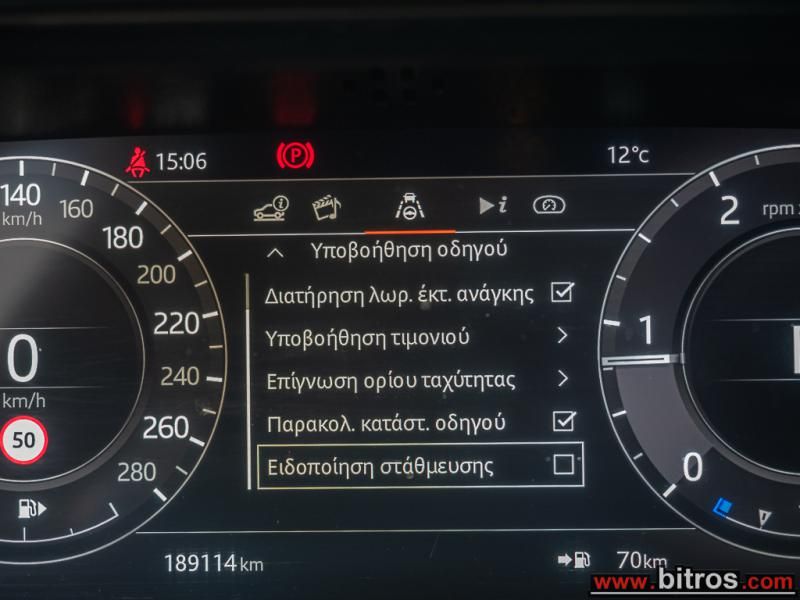 15:06
P
12°C
140
km/h
160
180
200
220
240
260
280
0
km/h
50
i
i
Υποβοήθηση οδηγού
Διατήρηση λωρ. έκτ. ανάγκης
Υποβοήθηση τιμονιού
Επίγνωση ορίου ταχύτητας
Παρακολ. κατάστ. οδηγού
Ειδοποίηση στάθμευσης
2
rpm
1
0
189114 km
70km
www.bitros.com